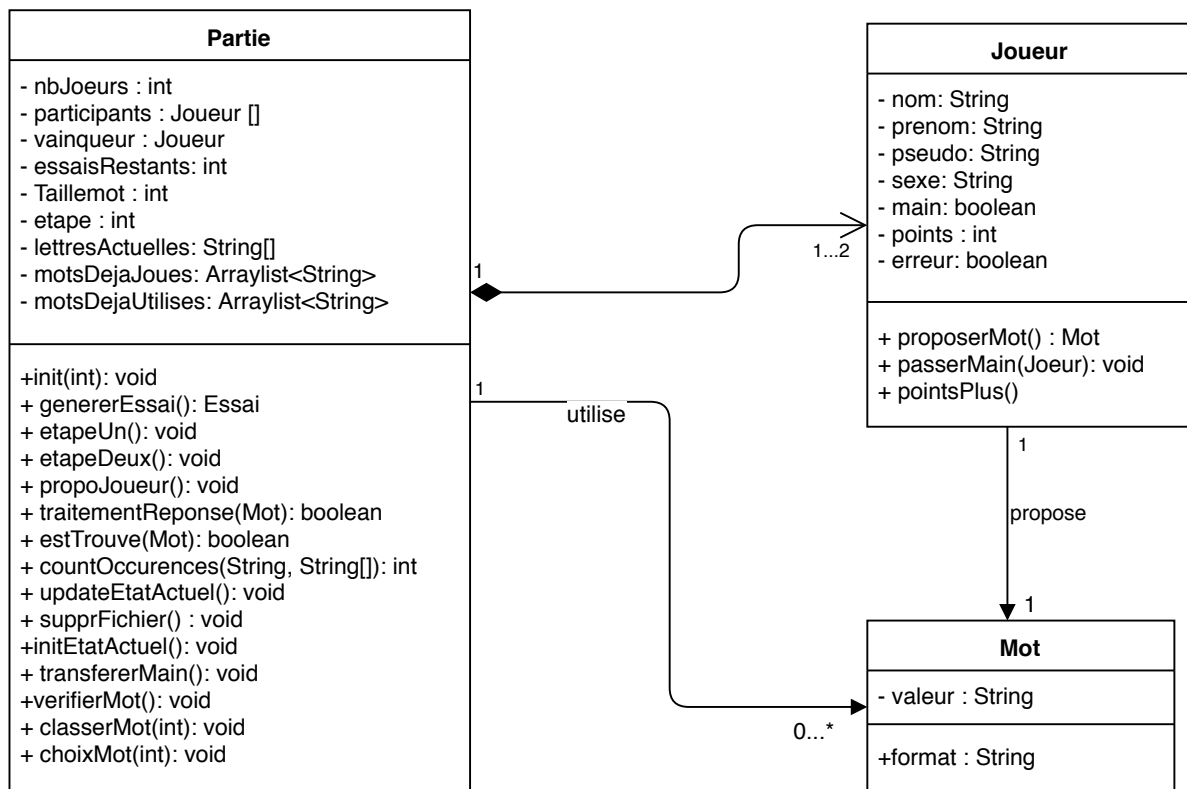 Partie
- nbJoeurs : int
- participants : Joueur []
- vainqueur : Joueur
- essaisRestants: int
- Taillemot : int
- etape : int
- lettresActuelles: String[]
- motsDejaJoues: Arraylist<String>
- motsDejaUtilises: Arraylist<String>
+init(int): void
+ genererEssai(): Essai
+ etapeUn(): void
+ etapeDeux(): void
+ propoJoueur(): void
+ traitementReponse(Mot): boolean
+ estTrouve(Mot): boolean
+ countOccurences(String, String[]): int
+ updateEtatActuel(): void
+ supprFichier() : void
+initEtatActuel(): void
+ transfererMain(): void
+verifierMot(): void
+ classerMot(int): void
+ choixMot(int): void
1
1...2
1
utilise
0...*
Joueur
- nom: String
- prenom: String
- pseudo: String
- sexe: String
- main: boolean
- points : int
- erreur: boolean
+ proposerMot() : Mot
+ passerMain(Joeur): void
+ pointsPlus()
1
propose
1
Mot
- valeur : String
+format : String